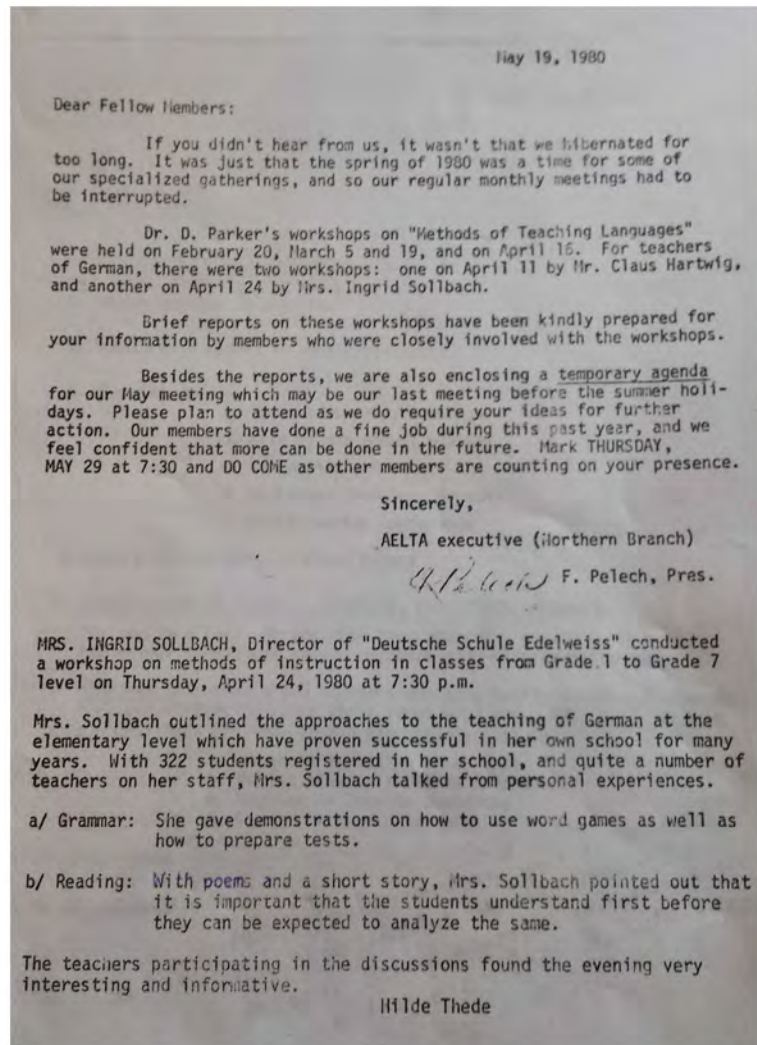 May 19, 1980
Dear Fellow Members:
If you didn't hear from us, it wasn't that we hibernated for
too long. It was just that the spring of 1980 was a time for some of
our specialized gatherings, and so our regular monthly meetings had to
be interrupted.
Dr. D. Parker's workshops on "Methods of Teaching Languages"
were held on February 20, March 5 and 19, and on April 16. For teachers
of German, there were two workshops: one on April 11 by Mr. Claus Hartwig,
and another on April 24 by Mrs. Ingrid Sollbach.
Brief reports on these workshops have been kindly prepared for
your information by members who were closely involved with the workshops.
Besides the reports, we are also enclosing a temporary agenda
for our May meeting which may be our last meeting before the summer holi-
days. Please plan to attend as we do require your ideas for further
action. Our members have done a fine job during this past year, and we
feel confident that more can be done in the future. Mark THURSDAY,
MAY 29 at 7:30 and DO COME as other members are counting on your presence.
Sincerely,
AELTA executive (Northern Branch)
F. Pelech, Pres.
MRS. INGRID SOLLBACH, Director of "Deutsche Schule Edelweiss" conducted
a workshop on methods of instruction in classes from Grade 1 to Grade 7
level on Thursday, April 24, 1980 at 7:30 p.m.
Mrs. Sollbach outlined the approaches to the teaching of German at the
elementary level which have proven successful in her own school for many
years. With 322 students registered in her school, and quite a number of
teachers on her staff, Mrs. Sollbach talked from personal experiences.
a/ Grammar: She gave demonstrations on how to use word games as well as
how to prepare tests.
b/ Reading: With poems and a short story, Mrs. Sollbach pointed out that
it is important that the students understand first before
they can be expected to analyze the same.
The teachers participating in the discussions found the evening very
interesting and informative.
Hilde Thede